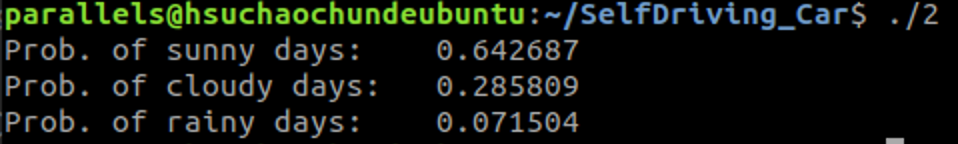 parallels@hsuchaochundeubuntu:~/SelfDriving_Car$ ./2
Prob. of sunny days:    0.642687
Prob. of cloudy days:   0.285809
Prob. of rainy days:    0.071504